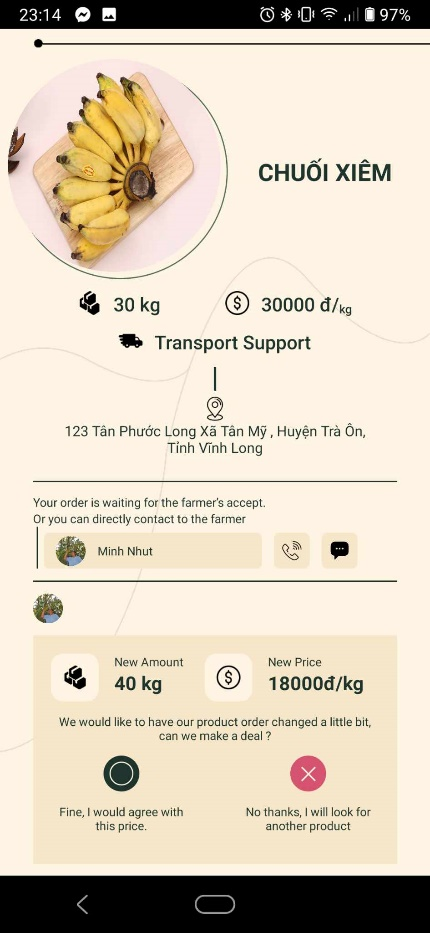 23:14
97%
CHUỐI XIÊM
30 kg
30000 đ/kg
Transport Support
123 Tân Phước Long Xã Tân Mỹ , Huyện Trà Ôn,
Tỉnh Vĩnh Long
Your order is waiting for the farmer's accept.
Or you can directly contact to the farmer
Minh Nhut
New Amount
40 kg
New Price
18000đ/kg
We would like to have our product order changed a little bit,
can we make a deal ?
Fine, I would agree with
this price.
No thanks, I will look for
another product